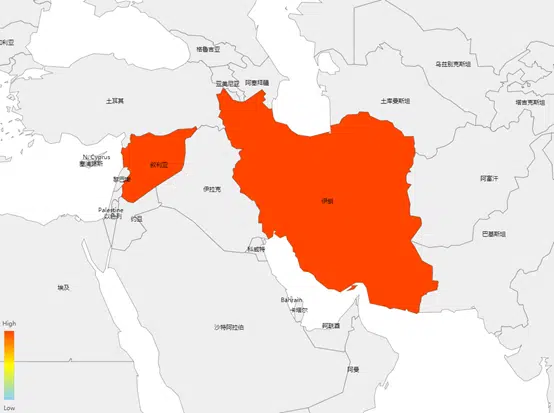 利亚
格鲁吉亚
乌兹别克斯坦
亚美尼亚
阿塞拜疆
土耳其
土库曼斯坦
塔吉克斯坦
N. Cyprus
塞浦路斯
叙利亚
黎巴嫩
阿富汗
伊拉克
伊朗
Palestine
以色列
约旦
巴基斯坦
科威特
埃及
Bahrain
卡塔尔
High
沙特阿拉伯
阿联酋
阿曼
Low